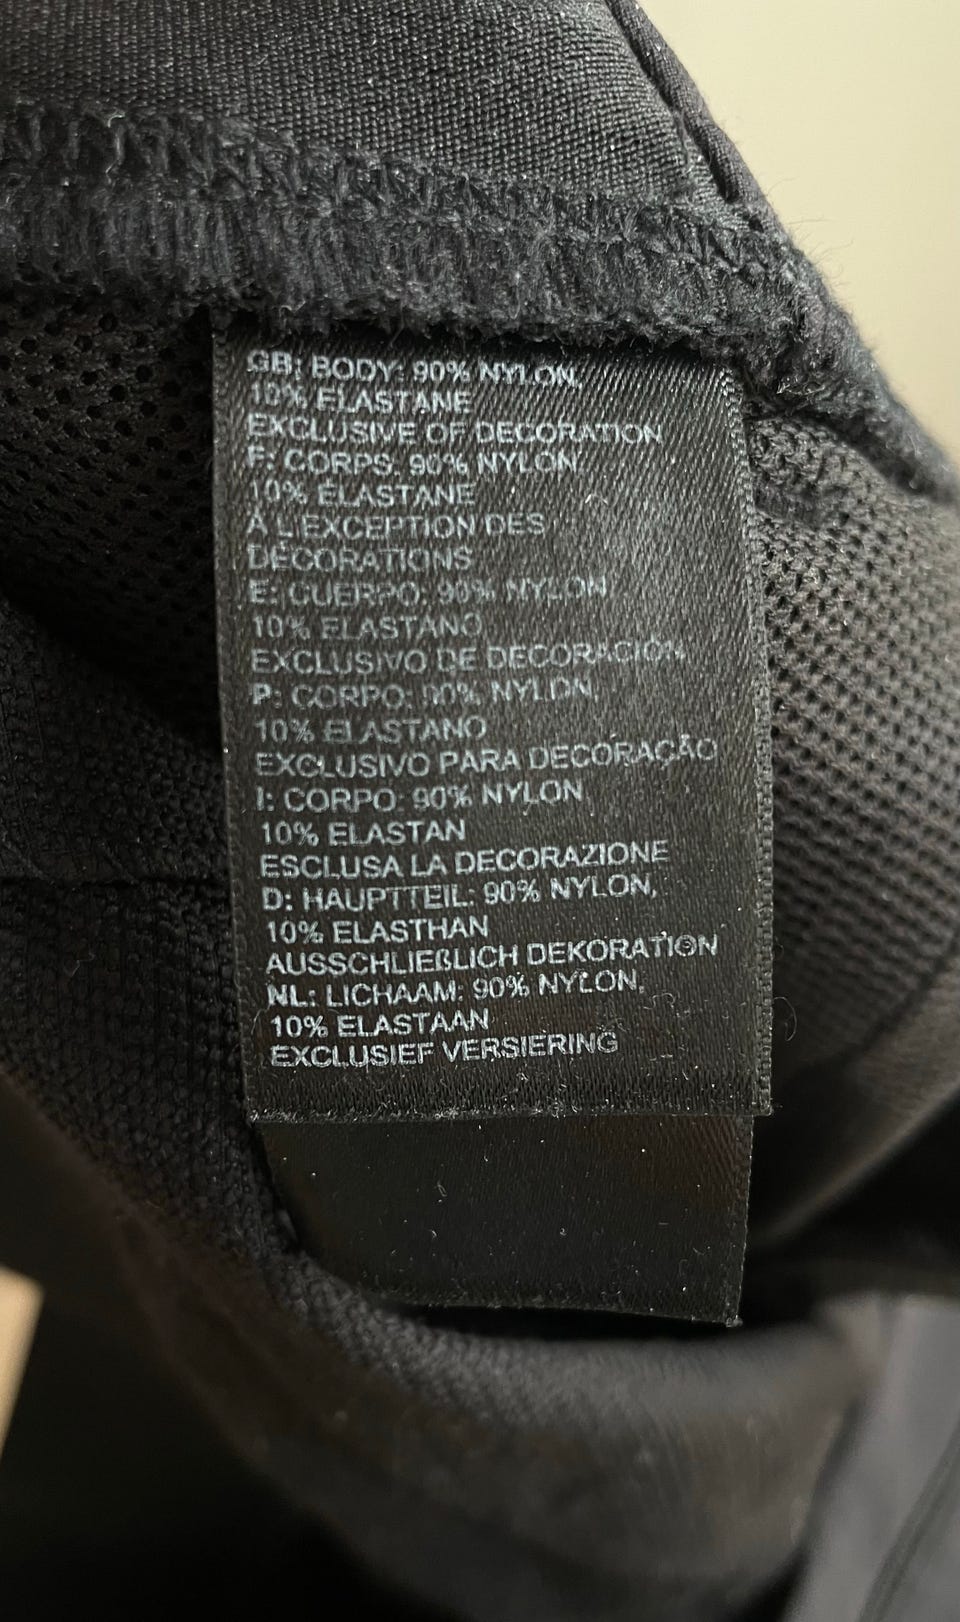 GB: BODY: 90% NYLON,
10% ELASTANE
EXCLUSIVE OF DECORATION
F: CORPS: 90% NYLON,
10% ÉLASTANE
À L'EXCEPTION DES
DÉCORATIONS
E: CUERPO: 90% NYLON
10% ELASTANO
EXCLUSIVO DE DECORACIÓN
P: CORPO: 90% NYLON,
10% ELASTANO
EXCLUSIVO PARA DECORAÇÃO
I: CORPO: 90% NYLON
10% ELASTAN
ESCLUSA LA DECORAZIONE
D: HAUPTTEIL: 90% NYLON,
10% ELASTHAN
AUSSCHLIEßLICH DEKORATION
NL: LICHAAM: 90% NYLON,
10% ELASTAAN
EXCLUSIEF VERSIERING